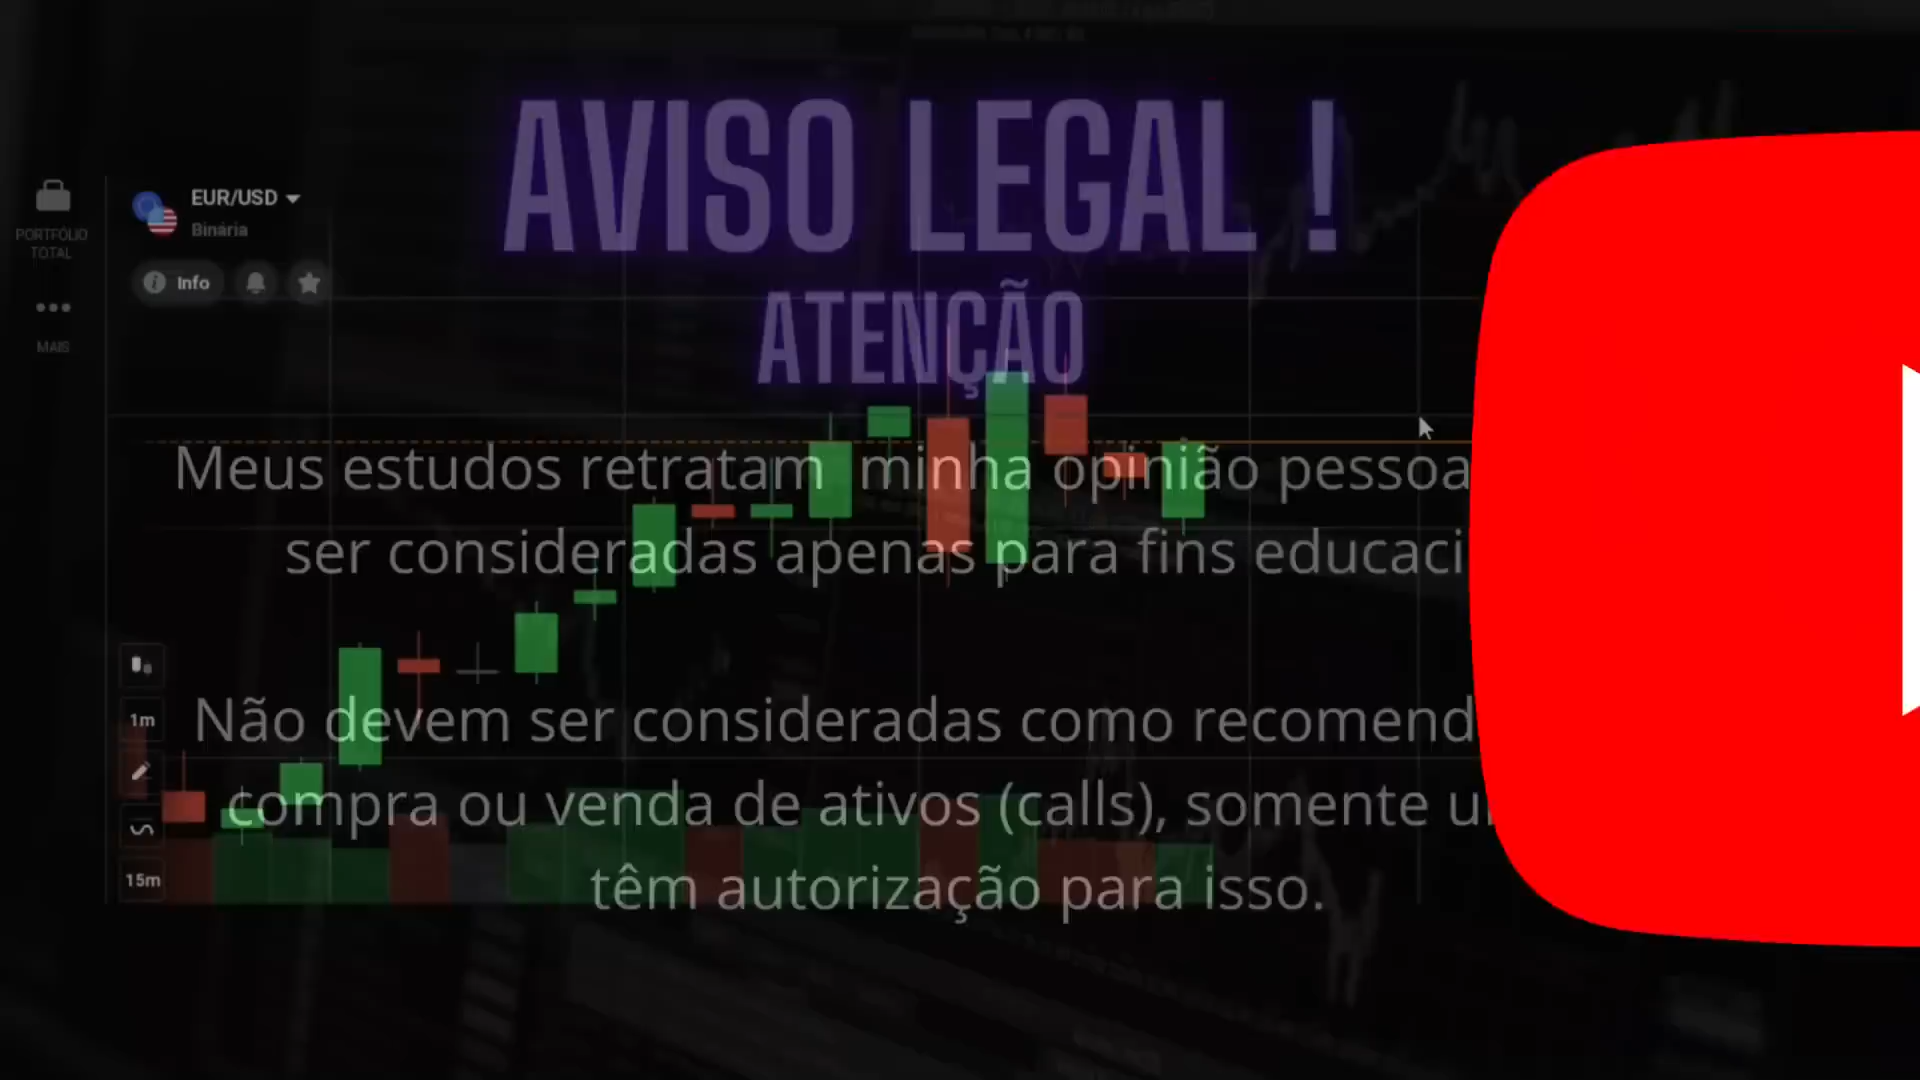 AVISO LEGAL !
ATENÇÃO
EUR/USD
Binária
Info
PORTFÓLIO
TOTAL
MAIS
Meus estudos retratam minha opinião pessoa
ser consideradas apenas para fins educaci
Não devem ser consideradas como recomend
compra ou venda de ativos (calls), somente
têm autorização para isso.
1m
15m